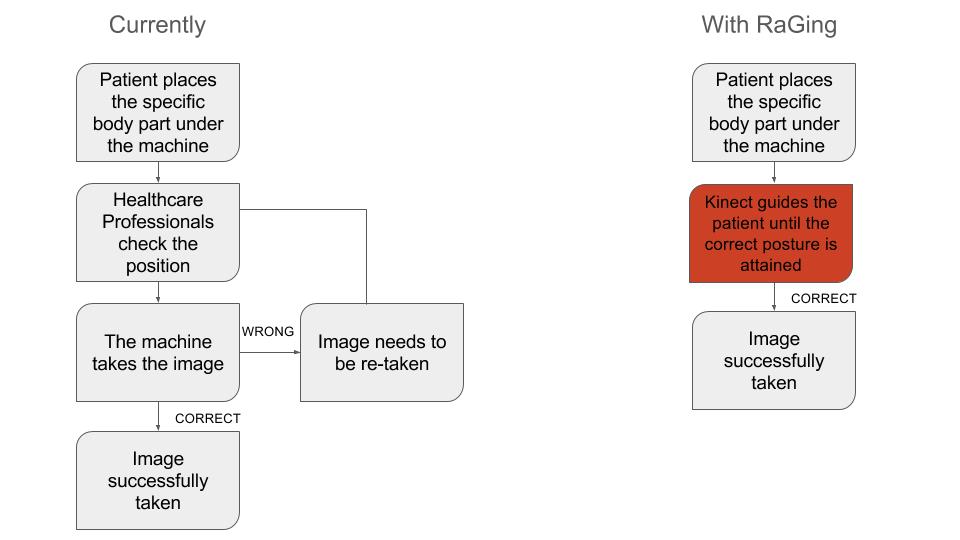 Currently
Patient places
the specific
body part under
the machine
Healthcare
Professionals
check the
position
The machine
takes the image
WRONG
Image needs to
be re-taken
CORRECT
Image
successfully
taken
With RaGing
Patient places
the specific
body part under
the machine
Kinect guides the
patient until the
correct posture is
attained
CORRECT
Image
successfully
taken